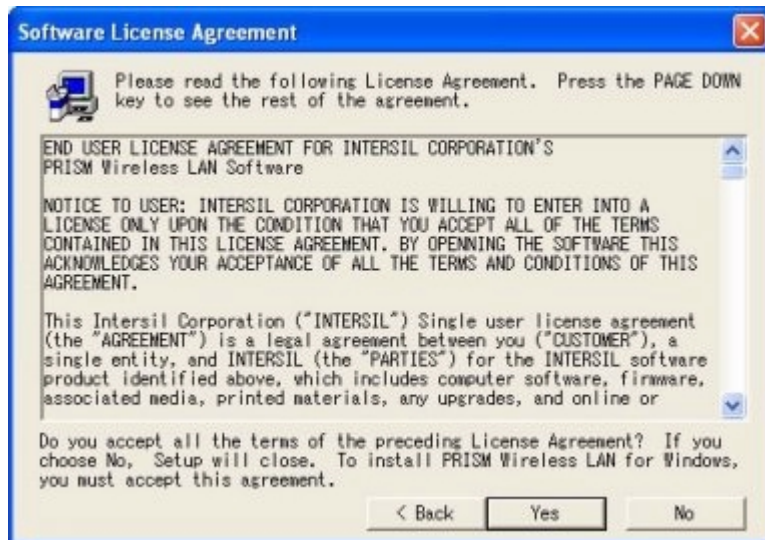 Software License Agreement
Please read the following License Agreement. Press the PAGE DOWN
key to see the rest of the agreement.
END USER LICENSE AGREEMENT FOR INTERSIL CORPORATION'S
PRISM Wireless LAN Software
NOTICE TO USER: INTERSIL CORPORATION IS WILLING TO ENTER INTO A
LICENSE ONLY UPON THE CONDITION THAT YOU ACCEPT ALL OF THE TERMS
CONTAINED IN THIS LICENSE AGREEMENT. BY OPENNING THE SOFTWARE THIS
ACKNOWLEDGES YOUR ACCEPTANCE OF ALL THE TERMS AND CONDITIONS OF THIS
AGREEMENT.
This Intersil Corporation ("INTERSIL") Single user license agreement
(the "AGREEMENT") is a legal agreement between you ("CUSTOMER"), a
single entity, and INTERSIL (the "PARTIES") for the INTERSIL software
product identified above, which includes computer software, firmware,
associated media, printed materials, any upgrades, and online or
Do you accept all the terms of the preceding License Agreement? If you
choose No, Setup will close. To install PRISM Wireless LAN for Windows,
you must accept this agreement.
< Back Yes No